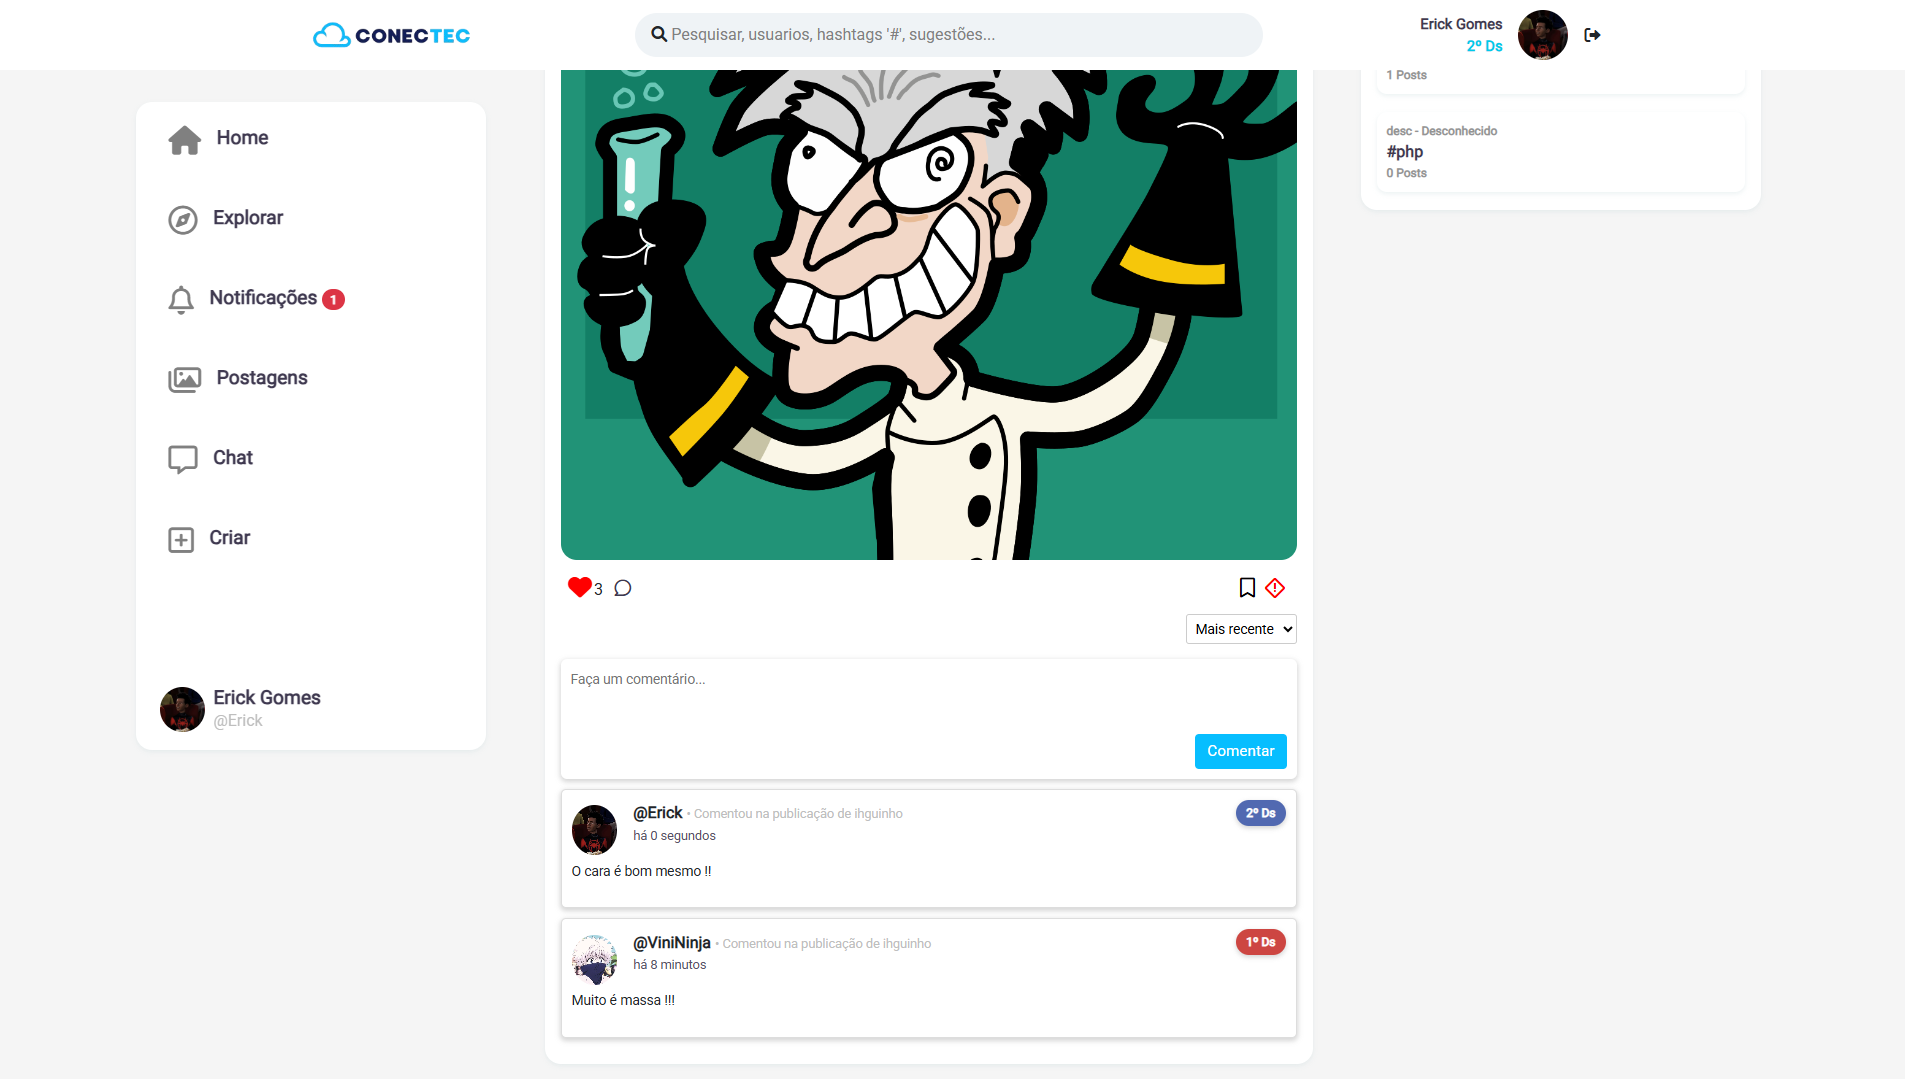 CONECTEC
Pesquisar, usuarios, hashtags '#', sugestões...
Erick Gomes
2º Ds
Home
Explorar
Notificações 1
Postagens
Chat
Criar
Erick Gomes
@Erick
3
Mais recente
Faça um comentário...
Comentar
@Erick • Comentou na publicação de ihguinho
2º Ds
há 0 segundos
O cara é bom mesmo !!
@ViniNinja • Comentou na publicação de ihguinho
1º Ds
há 8 minutos
Muito é massa !!!
1 Posts
desc - Desconhecido
#php
0 Posts